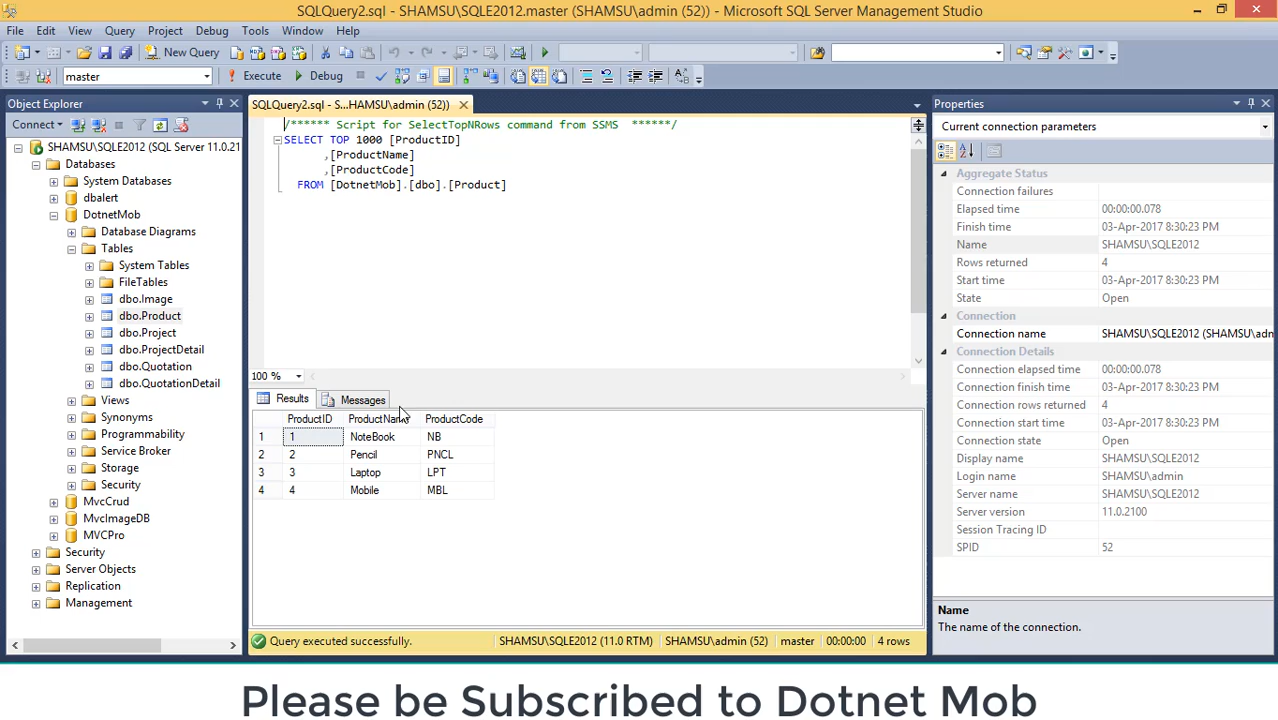 SQLQuery2.sql - SHAMSU\SQLE2012.master (SHAMSU\admin (52)) - Microsoft SQL Server Management Studio
File Edit View Query Project Debug Tools Window Help
New Query
master Execute Debug
Object Explorer
Connect
SHAMSU\SQLE2012 (SQL Server 11.0.21
Databases
System Databases
dbalert
DotnetMob
Database Diagrams
Tables
System Tables
FileTables
dbo.Image
dbo.Product
dbo.Project
dbo.ProjectDetail
dbo.Quotation
dbo.QuotationDetail
Views
Synonyms
Programmability
Service Broker
Storage
Security
MvcCrud
MvcImageDB
MVCPro
Security
Server Objects
Replication
Management
SQLQuery2.sql - S...HAMSU\admin (52))
/****** Script for SelectTopNRows command from SSMS ******/
SELECT TOP 1000 [ProductID]
,[ProductName]
,[ProductCode]
FROM [DotnetMob].[dbo].[Product]
100 %
Results Messages
ProductID ProductName ProductCode
1 1 NoteBook NB
2 2 Pencil PNCL
3 3 Laptop LPT
4 4 Mobile MBL
Query executed successfully. SHAMSU\SQLE2012 (11.0 RTM) SHAMSU\admin (52) master 00:00:00 4 rows
Properties
Current connection parameters
Aggregate Status
Connection failures
Elapsed time 00:00:00.078
Finish time 03-Apr-2017 8:30:23 PM
Name SHAMSU\SQLE2012
Rows returned 4
Start time 03-Apr-2017 8:30:23 PM
State Open
Connection
Connection name SHAMSU\SQLE2012 (SHAMSU\adn
Connection Details
Connection elapsed time 00:00:00.078
Connection finish time 03-Apr-2017 8:30:23 PM
Connection rows returned 4
Connection start time 03-Apr-2017 8:30:23 PM
Connection state Open
Display name SHAMSU\SQLE2012
Login name SHAMSU\admin
Server name SHAMSU\SQLE2012
Server version 11.0.2100
Session Tracing ID
SPID 52
Name
The name of the connection.
Please be Subscribed to Dotnet Mob